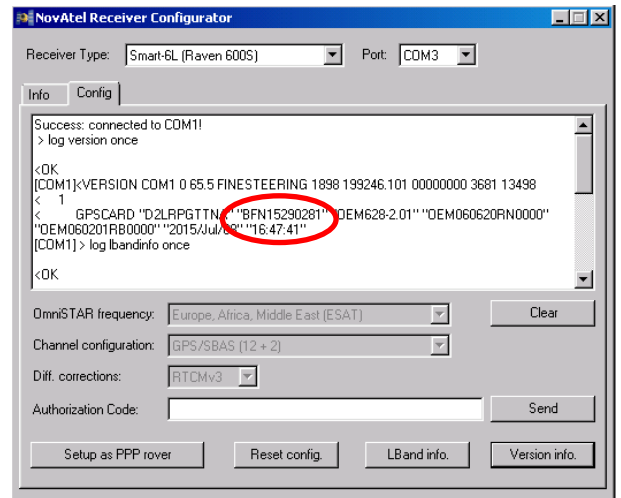 NovAtel Receiver Configurator
Receiver Type: Smart-6L (Raven 600S) Port: COM3
Info Config
Success: connected to COM1!
> log version once
<OK
[COM1]<VERSION COM1 0 65.5 FINESTEERING 1898 199246.101 00000000 3681 13498
< 1
< GPSCARD "D2LRPGTTN "BFN15290281" "OEM628-2.01" "OEM060620RN0000"
"OEM060201RB0000" "2015/Jul/ "16:47:41"
[COM1] > log lbandinfo once
<OK
OmniSTAR frequency: Europe, Africa, Middle East (ESAT) Clear
Channel configuration: GPS/SBAS (12 + 2)
Diff. corrections: RTCMv3
Authorization Code: Send
Setup as PPP rover Reset config. LBand info. Version info.